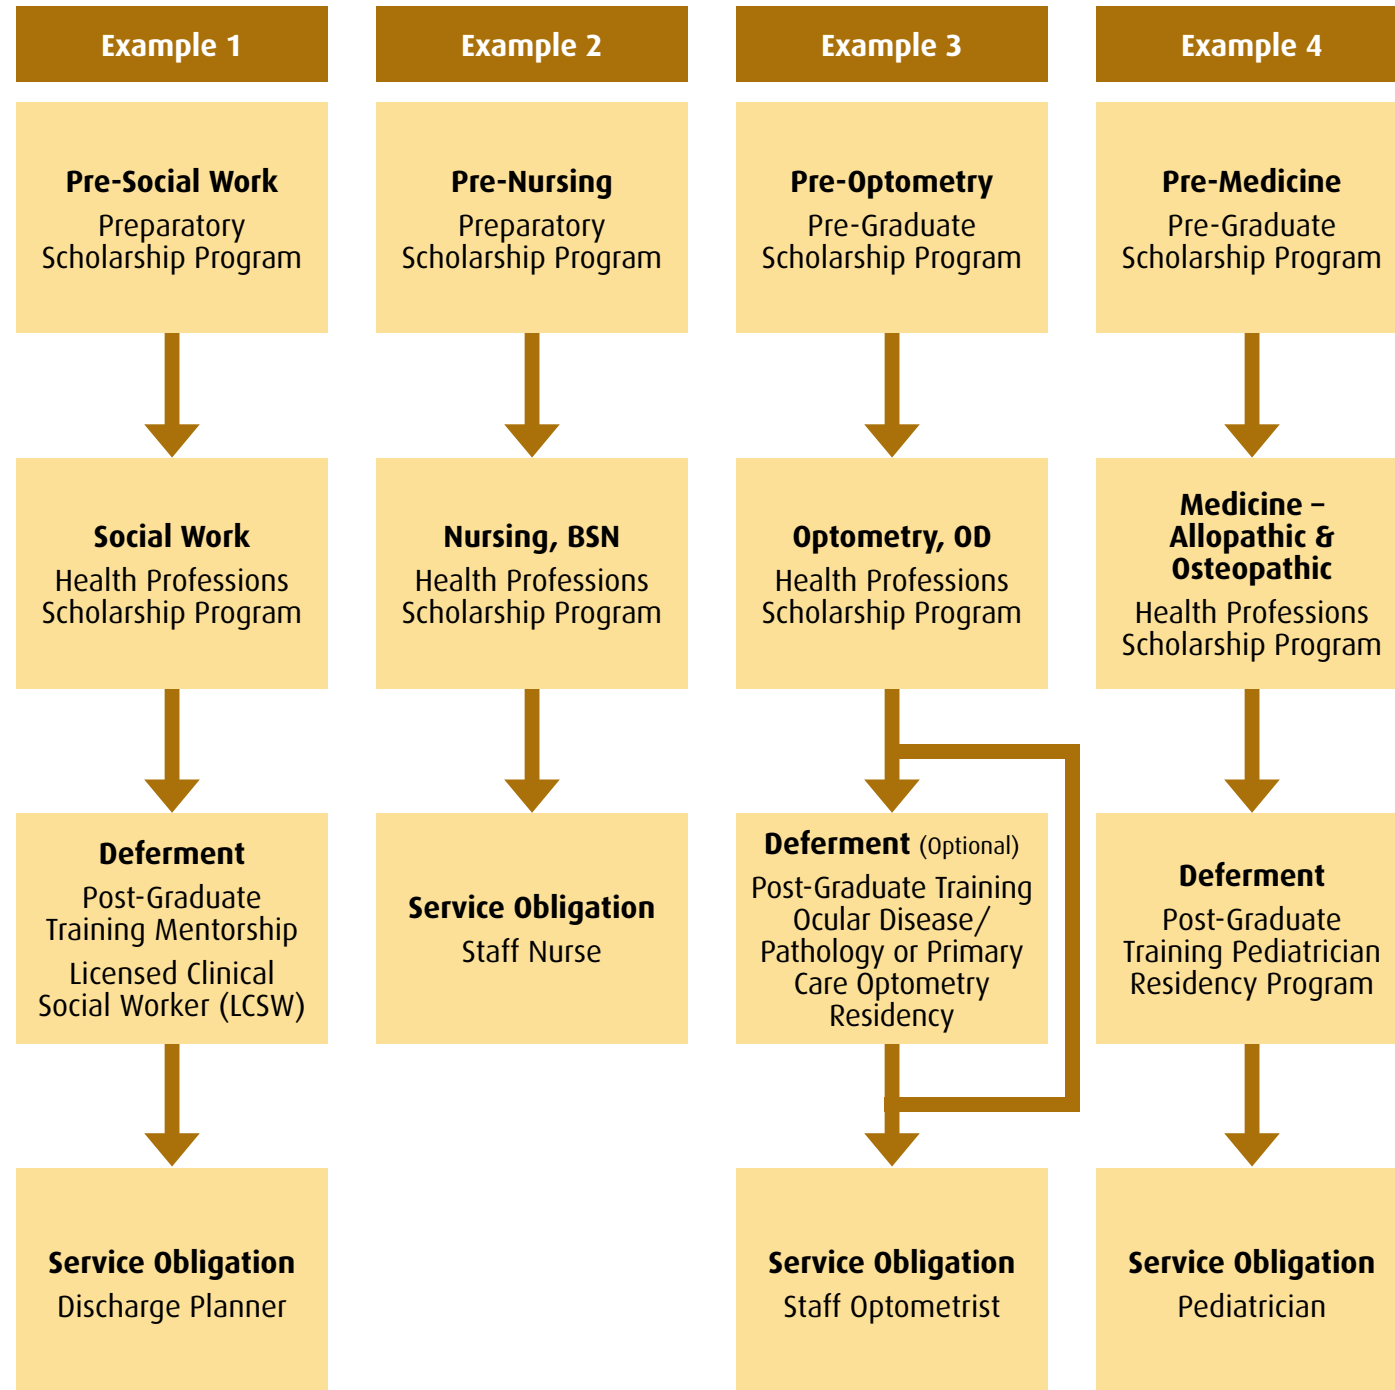 Example 1
Pre-Social Work
Preparatory
Scholarship Program
Social Work
Health Professions
Scholarship Program
Deferment
Post-Graduate
Training Mentorship
Licensed Clinical
Social Worker (LCSW)
Service Obligation
Discharge Planner
Example 2
Pre-Nursing
Preparatory
Scholarship Program
Nursing, BSN
Health Professions
Scholarship Program
Service Obligation
Staff Nurse
Example 3
Pre-Optometry
Pre-Graduate
Scholarship Program
Optometry, OD
Health Professions
Scholarship Program
Deferment (Optional)
Post-Graduate Training
Ocular Disease/
Pathology or Primary
Care Optometry
Residency
Service Obligation
Staff Optometrist
Example 4
Pre-Medicine
Pre-Graduate
Scholarship Program
Medicine –
Allopathic &
Osteopathic
Health Professions
Scholarship Program
Deferment
Post-Graduate
Training Pediatrician
Residency Program
Service Obligation
Pediatrician